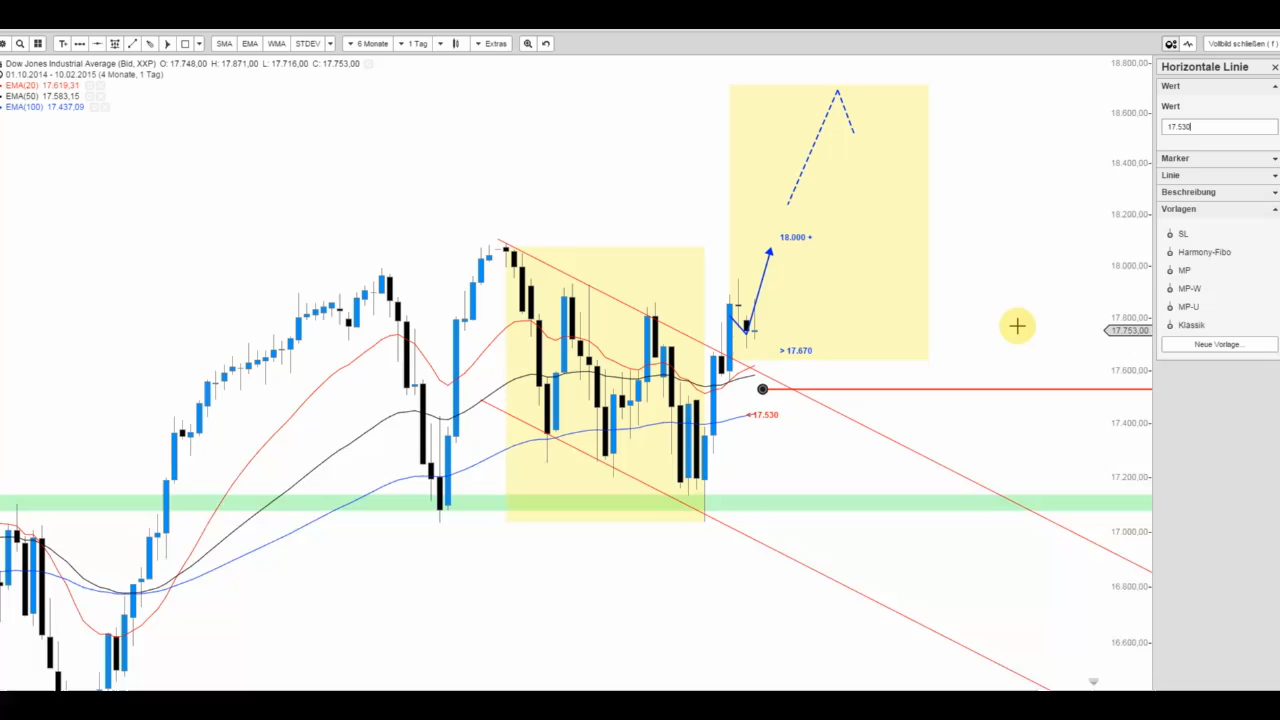 T+
SMA
EMA
WMA
STDEV
6 Monate
1 Tag
Extras
Vollbild schließen ( f )
Dow Jones Industrial Average (Bid, XXP) O: 17.748,00 H: 17.871,00 L: 17.716,00 C: 17.753,00
01.10.2014 - 10.02.2015 (4 Monate, 1 Tag)
EMA(20) 17.619,31
EMA(50) 17.583,15
EMA(100) 17.437,09
18.800,00
18.600,00
18.400,00
18.200,00
18.000,00
17.800,00
17.753,00
17.600,00
17.400,00
17.200,00
17.000,00
16.800,00
16.600,00
18.000 +
> 17.670
< 17.530
Horizontale Linie
Wert
Wert
17.530
Marker
Linie
Beschreibung
Vorlagen
SL
Harmony-Fibo
MP
MP-W
MP-U
Klassik
Neue Vorlage...